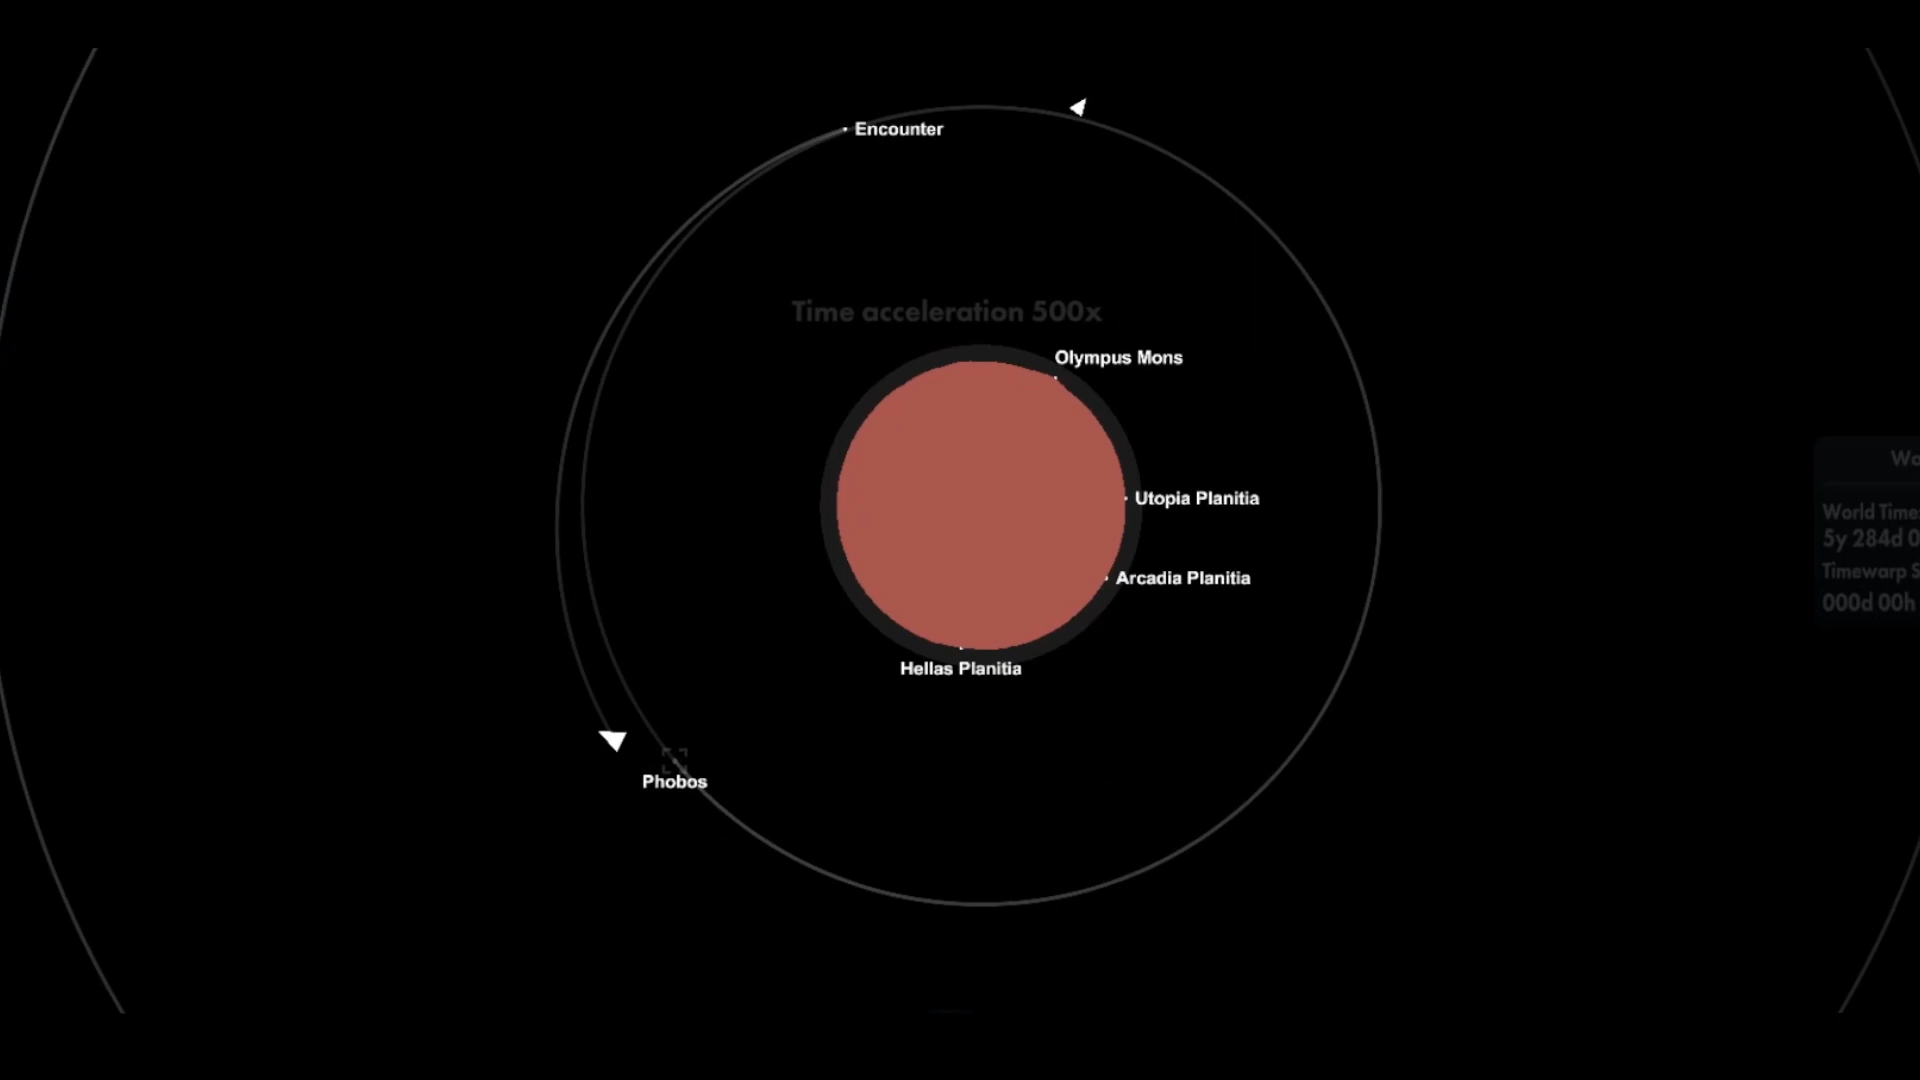 Encounter
Time acceleration 500x
Olympus Mons
Utopia Planitia
Arcadia Planitia
Hellas Planitia
Phobos
World Time:
5y 284d
Timewarp
000d 00h